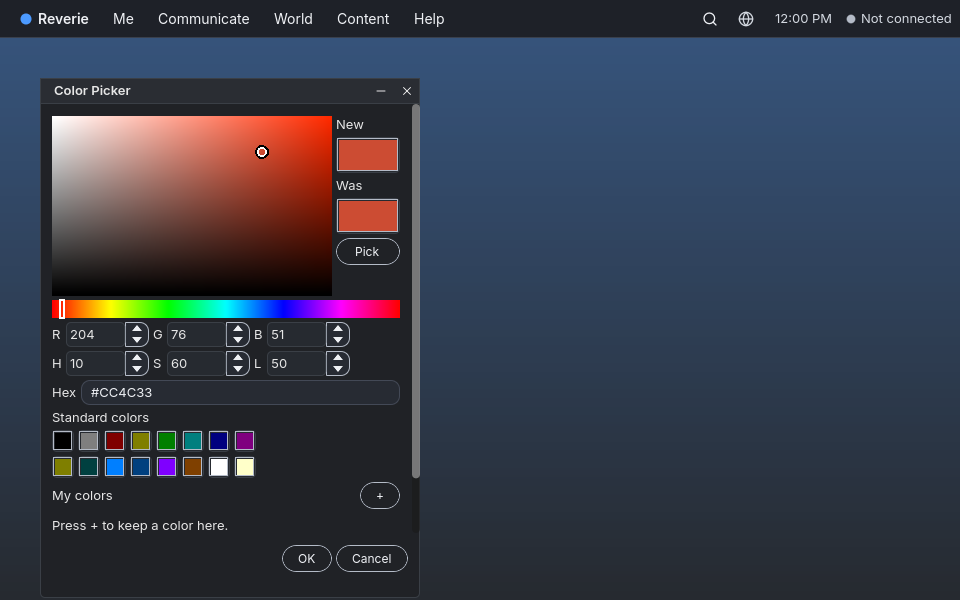 Reverie Me Communicate World Content Help 12:00 PM Not connected
Color Picker
New
Was
Pick
R 204 G 76 B 51
H 10 S 60 L 50
Hex #CC4C33
Standard colors
My colors +
Press + to keep a color here.
OK Cancel